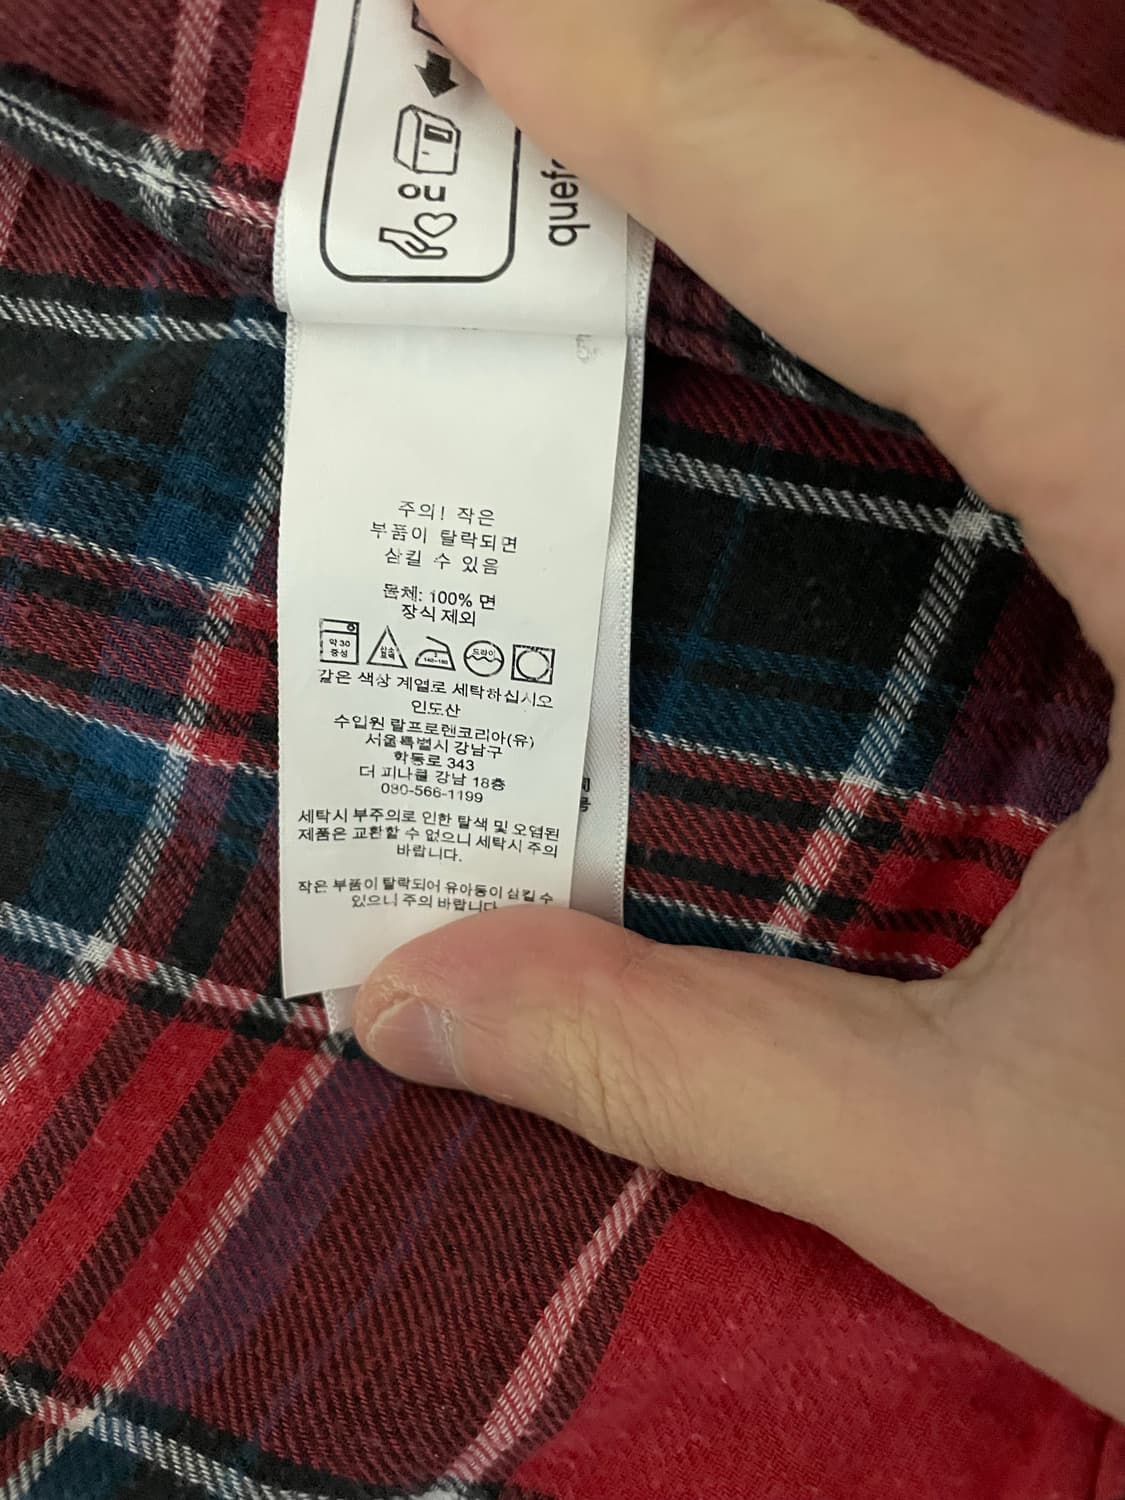 주의! 작은
부품이 탈락되면
삼킬 수 있음
몸체: 100% 면
장식 제외
약 30
중성
산소
표백
140~160
드라이
같은 색상 계열로 세탁하십시오
인도산
수입원 랄프로렌코리아(유)
서울특별시 강남구
학동로 343
더 피나클 강남 18층
080-566-1199
세탁시 부주의로 인한 탈색 및 오염된
제품은 교환할 수 없으니 세탁시 주의
바랍니다.
작은 부품이 탈락되어 유아동이 삼킬 수
있으니 주의 바랍니다